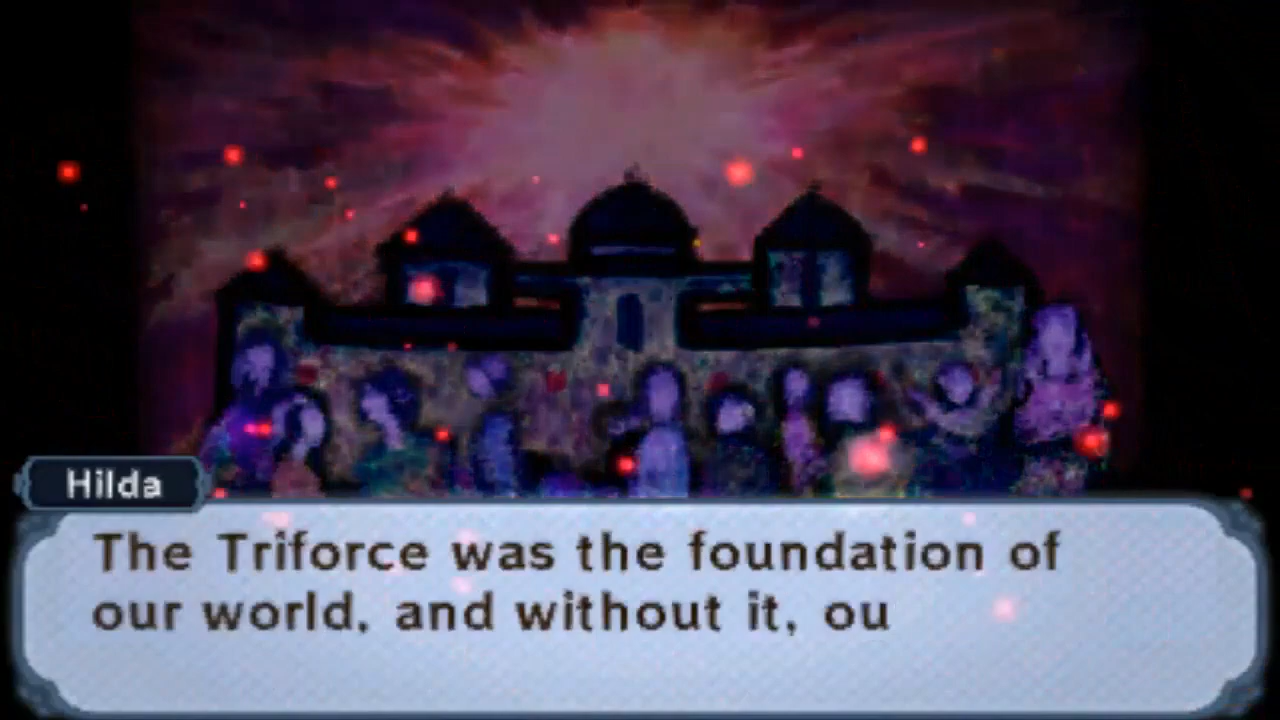 Hilda
The Triforce was the foundation of
our world, and without it, ou